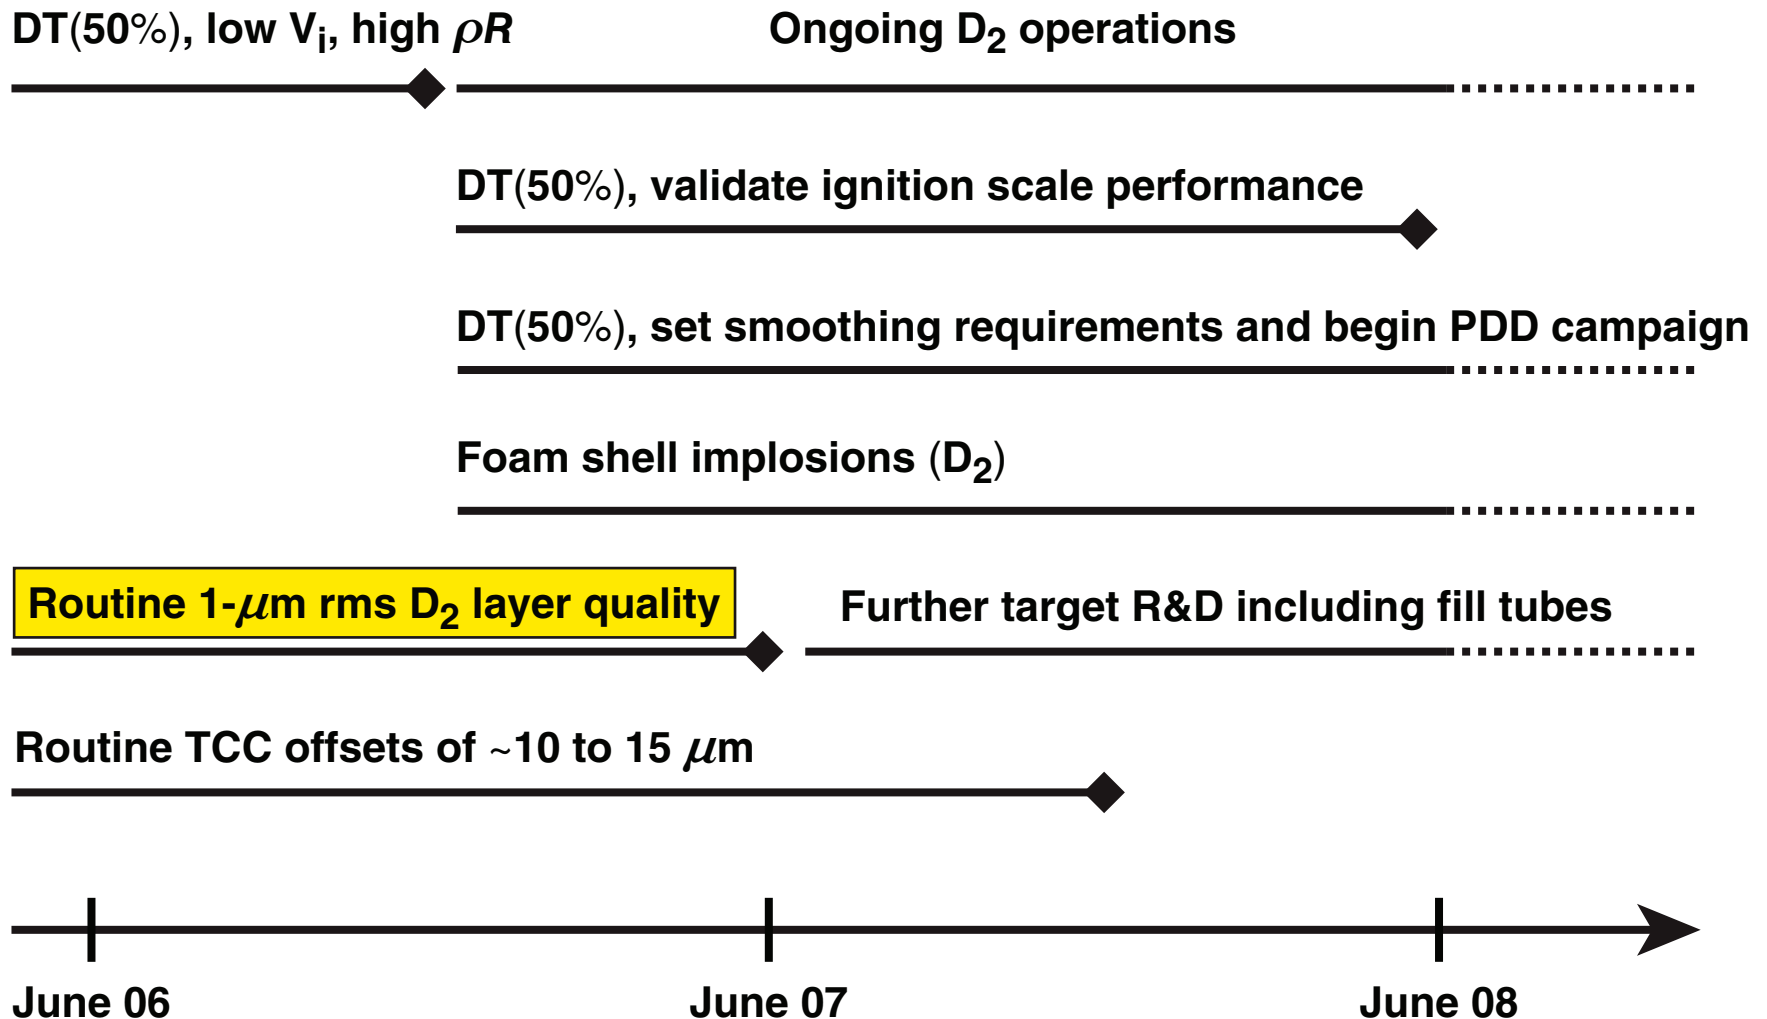 DT(50%), low Vi, high ρR
Ongoing D2 operations
DT(50%), validate ignition scale performance
DT(50%), set smoothing requirements and begin PDD campaign
Foam shell implosions (D2)
Routine 1-μm rms D2 layer quality
Further target R&D including fill tubes
Routine TCC offsets of ~10 to 15 μm
June 06
June 07
June 08